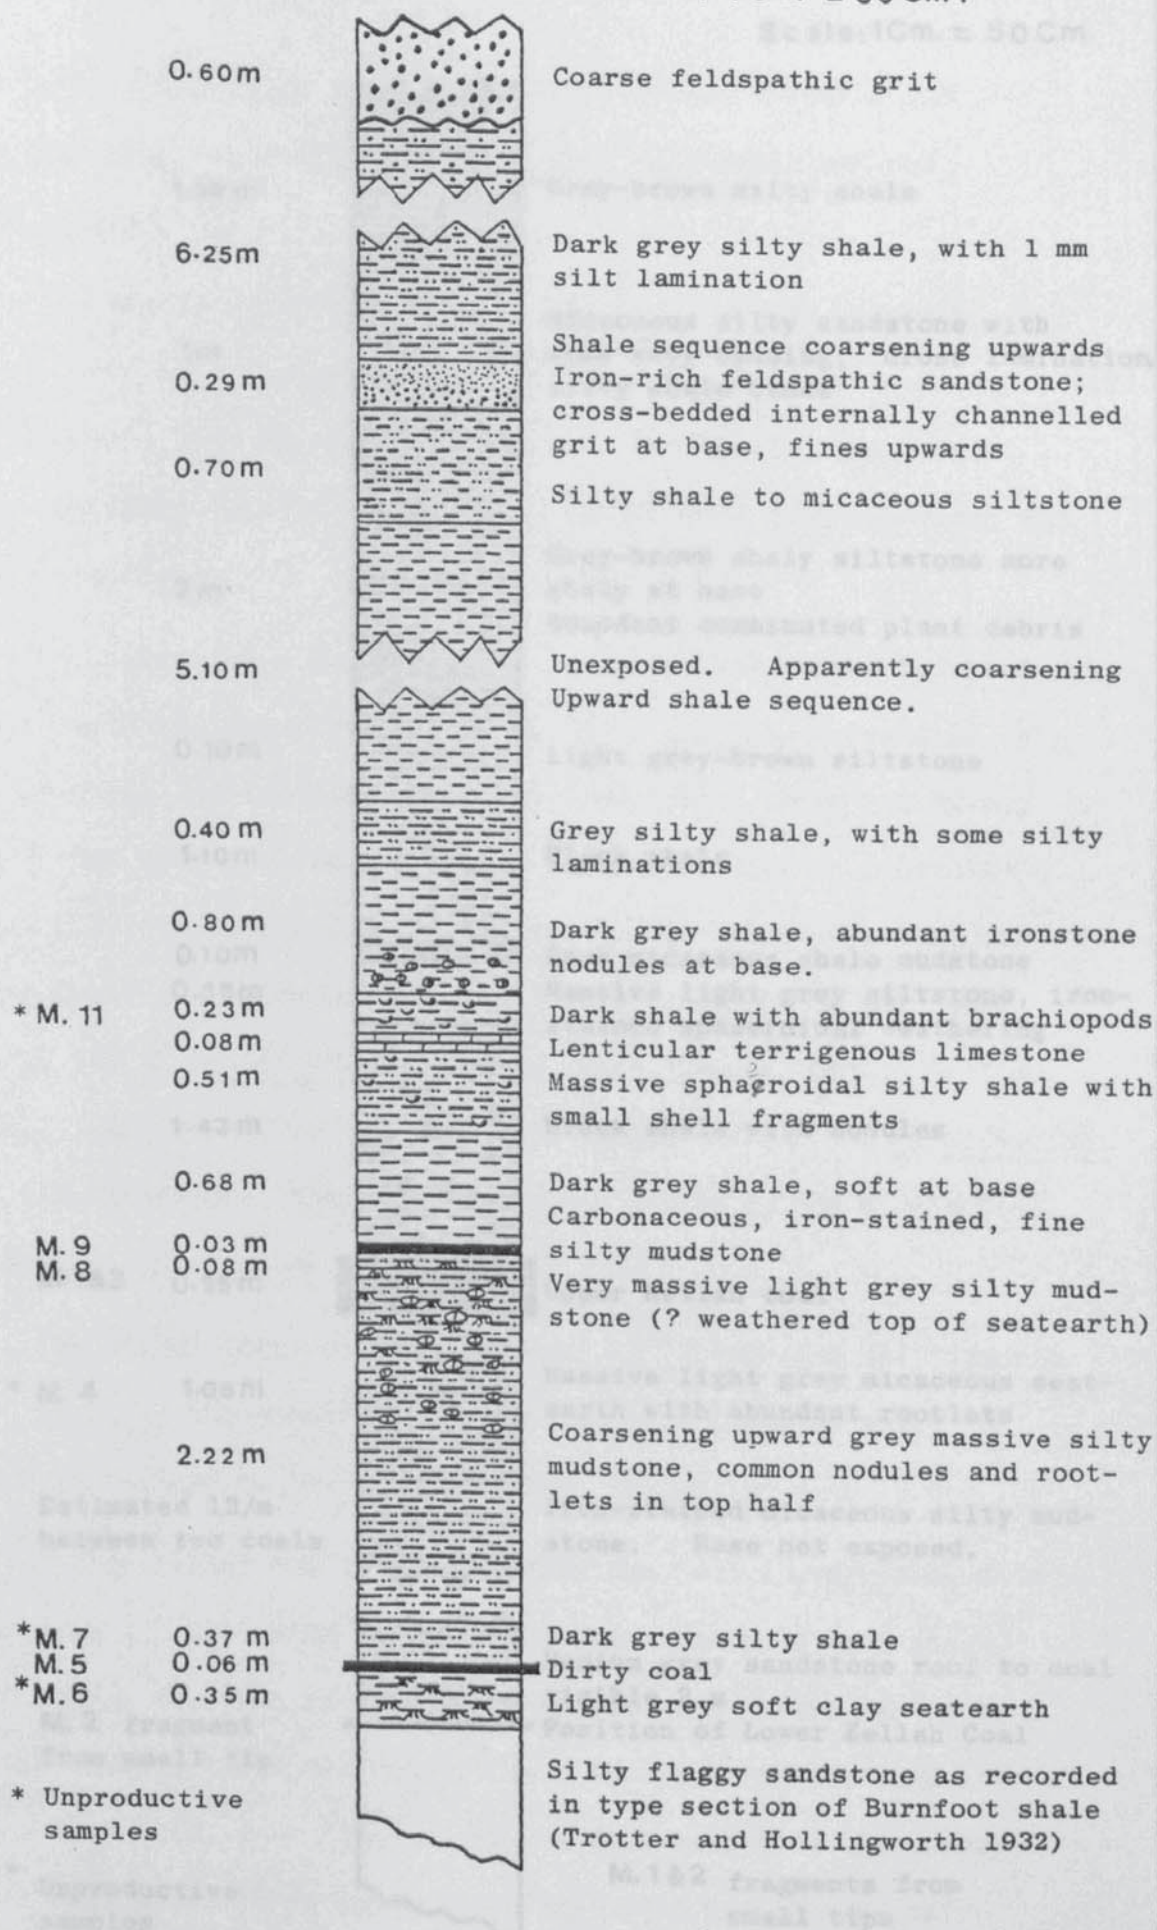 0.60m Coarse feldspathic grit
6.25m Dark grey silty shale, with 1 mm
silt lamination
Shale sequence coarsening upwards
0.29m Iron-rich feldspathic sandstone;
cross-bedded internally channelled
grit at base, fines upwards
0.70m
Silty shale to micaceous siltstone
5.10m Unexposed. Apparently coarsening
Upward shale sequence.
0.40m Grey silty shale, with some silty
laminations
0.80m Dark grey shale, abundant ironstone
nodules at base.
* M. 11 0.23m Dark shale with abundant brachiopods
0.08m Lenticular terrigenous limestone
0.51m Massive sphaeroidal silty shale with
small shell fragments
0.68 m Dark grey shale, soft at base
Carbonaceous, iron-stained, fine
M. 9 0.03 m silty mudstone
M. 8 0.08m Very massive light grey silty mud-
stone (? weathered top of seatearth)
Coarsening upward grey massive silty
2.22m mudstone, common nodules and root-
lets in top half
*M. 7 0.37 m Dark grey silty shale
M. 5 0.06 m Dirty coal
*M. 6 0.35m Light grey soft clay seatearth
Silty flaggy sandstone as recorded
* Unproductive in type section of Burnfoot shale
samples (Trotter and Hollingworth 1932)